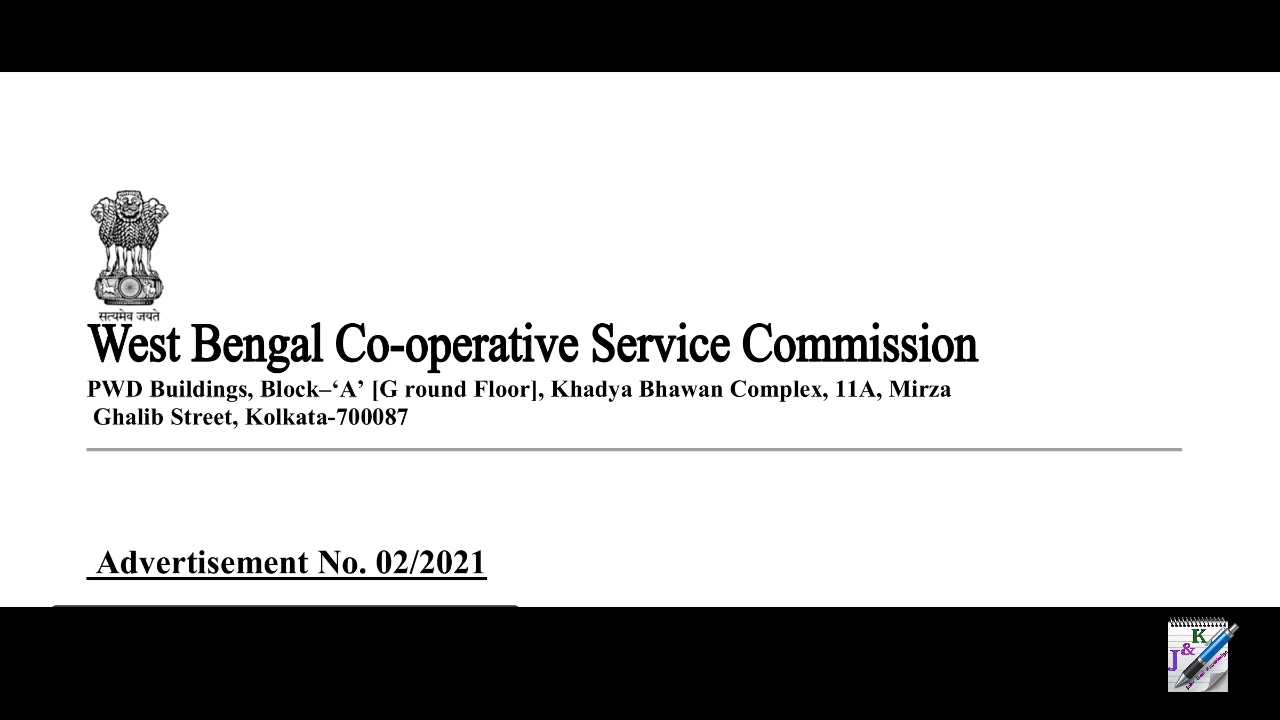 सत्यमेव जयते
West Bengal Co-operative Service Commission
PWD Buildings, Block–‘A’ [G round Floor], Khadya Bhawan Complex, 11A, Mirza
Ghalib Street, Kolkata-700087
Advertisement No. 02/2021
J&K